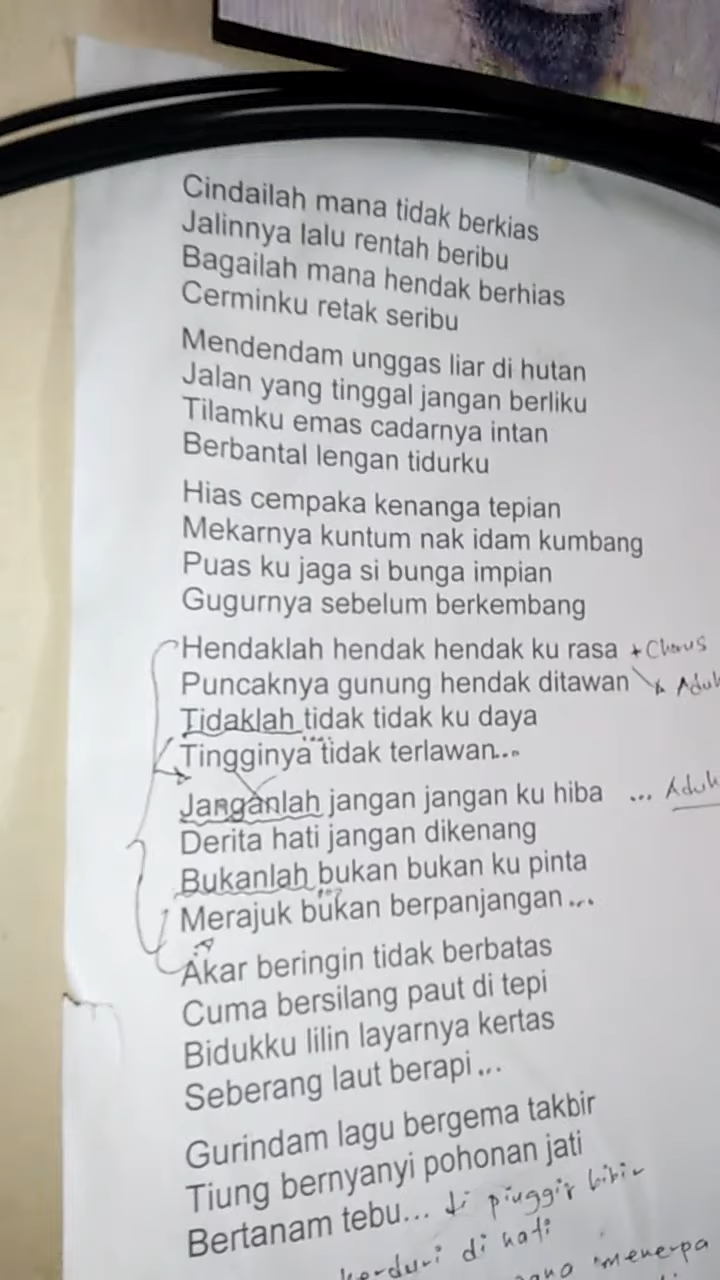 Cindailah mana tidak berkias
Jalinnya lalu rentah beribu
Bagailah mana hendak berhias
Cerminku retak seribu
Mendendam unggas liar di hutan
Jalan yang tinggal jangan berliku
Tilamku emas cadarnya intan
Berbantal lengan tidurku
Hias cempaka kenanga tepian
Mekarnya kuntum nak idam kumbang
Puas ku jaga si bunga impian
Gugurnya sebelum berkembang
Hendaklah hendak hendak ku rasa + Chorus
Puncaknya gunung hendak ditawan Aduh
Tidaklah tidak tidak ku daya
Tingginya tidak terlawan...
Janganlah jangan jangan ku hiba ... Aduh
Derita hati jangan dikenang
Bukanlah bukan bukan ku pinta
Merajuk bukan berpanjangan...
Akar beringin tidak berbatas
Cuma bersilang paut di tepi
Bidukku lilin layarnya kertas
Seberang laut berapi...
Gurindam lagu bergema takbir
Tiung bernyanyi pohonan jati
Bertanam tebu... di pinggir bibir
berduri di hati
menerpa